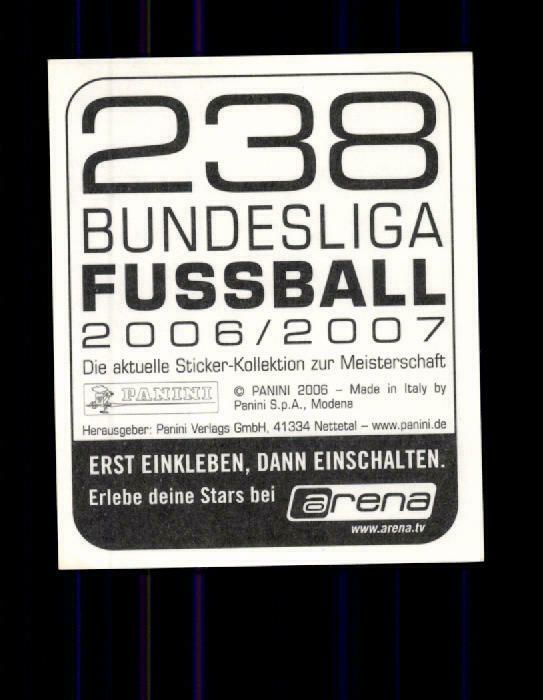 238
BUNDESLIGA
FUSSBALL
2006/2007
Die aktuelle Sticker-Kollektion zur Meisterschaft
PANINI
© PANINI 2006 – Made in Italy by
Panini S.p.A., Modena
Herausgeber: Panini Verlags GmbH, 41334 Nettetal – www.panini.de
ERST EINKLEBEN, DANN EINSCHALTEN.
Erlebe deine Stars bei arena
www.arena.tv